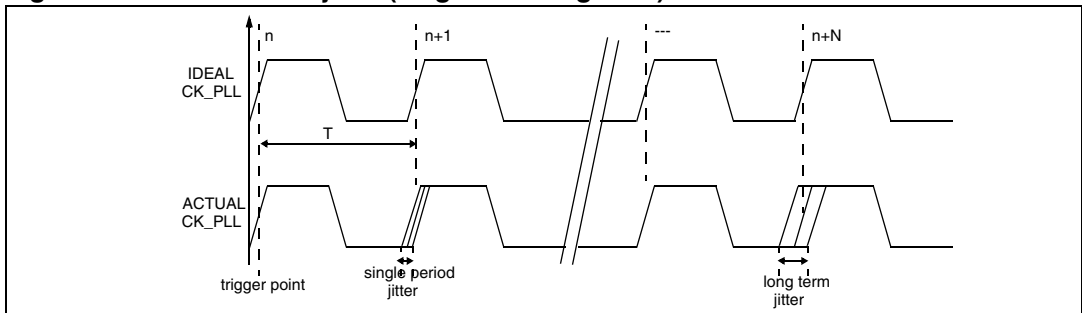 n
n+1
---
n+N
IDEAL
CK_PLL
T
ACTUAL
CK_PLL
trigger point
single period
jitter
long term
jitter